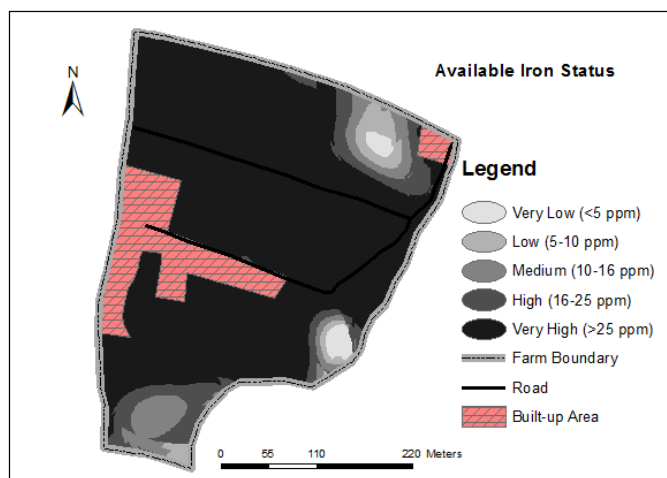 Available Iron Status
N
Legend
Very Low (<5 ppm)
Low (5-10 ppm)
Medium (10-16 ppm)
High (16-25 ppm)
Very High (>25 ppm)
Farm Boundary
Road
Built-up Area
0 55 110 220 Meters